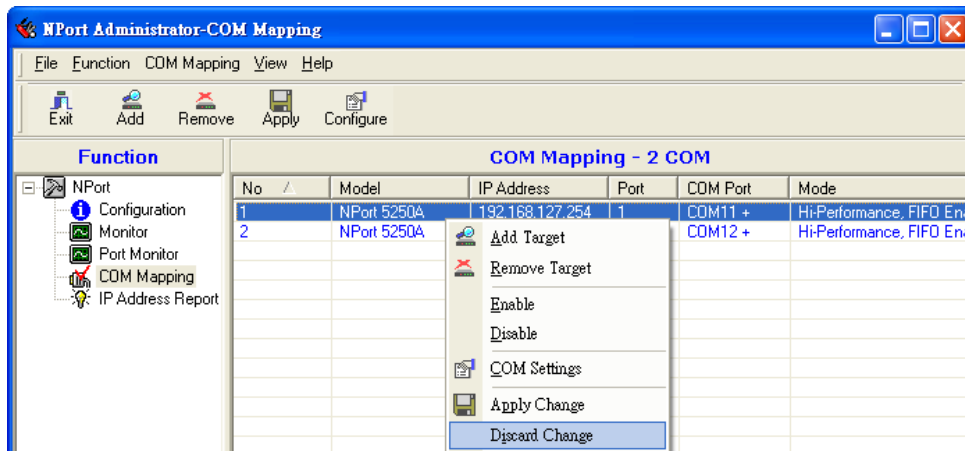 NPort Administrator-COM Mapping
File Function COM Mapping View Help
Exit Add Remove Apply Configure
Function
COM Mapping - 2 COM
NPort
Configuration
Monitor
Port Monitor
COM Mapping
IP Address Report
No Model IP Address Port COM Port Mode
1 NPort 5250A 192.168.127.254 1 COM11 + Hi-Performance, FIFO Ena
2 NPort 5250A COM12 + Hi-Performance, FIFO Ena
Add Target
Remove Target
Enable
Disable
COM Settings
Apply Change
Discard Change